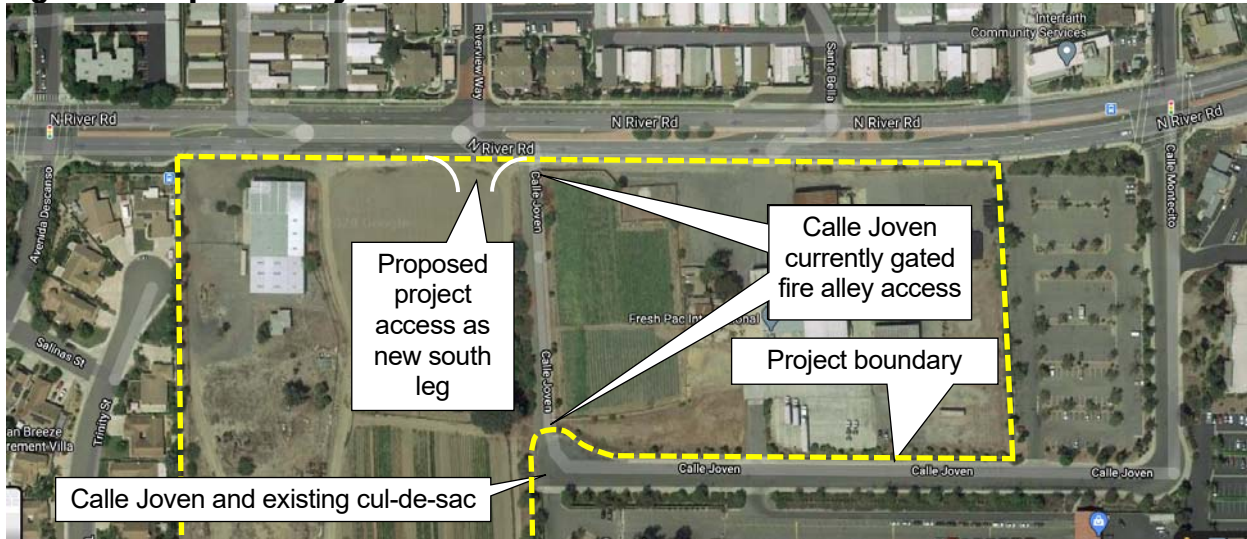 Interfaith
Community Services
Riverview Way
Santa Bella
N River Rd
N River Rd
N River Rd
N River Rd
N River Rd
Calle Montecito
Avenida Descanso
Calle Joven
Proposed
project
access as
new south
leg
Calle Joven
currently gated
fire alley access
Fresh Pac International
Project boundary
Salinas St
Trinity St
Calle Joven
Calle Joven and existing cul-de-sac
Calle Joven
Calle Joven
Calle Joven